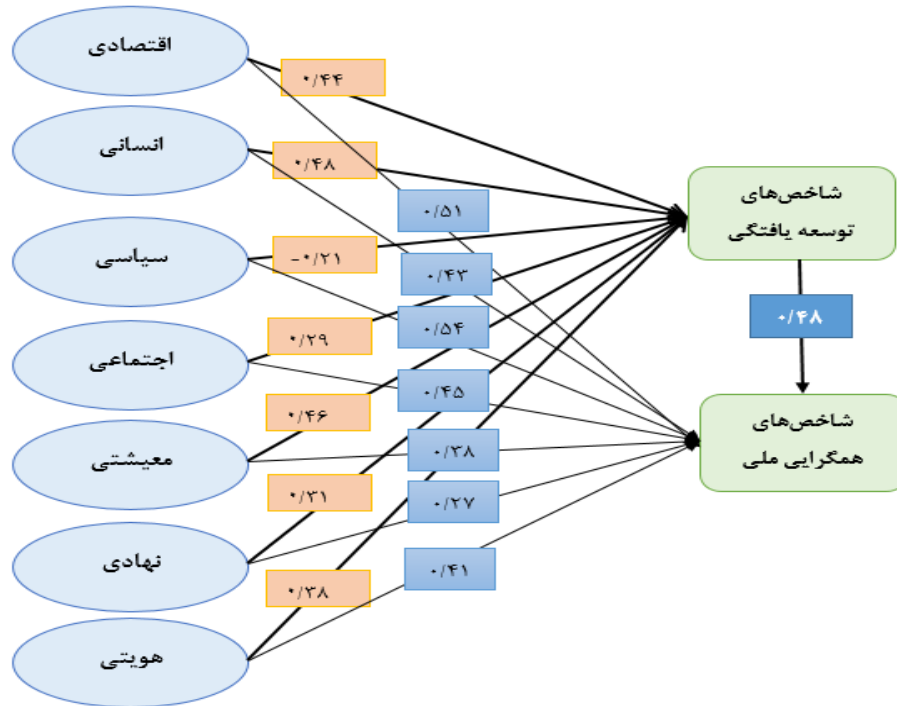 اقتصادی
۰/۴۴
انسانی
۰/۴۸
شاخص‌های
توسعه یافتگی
۰/۵۱
سیاسی
-۰/۲۱
۰/۴۳
۰/۵۴
۰/۴۸
اجتماعی
۰/۲۹
۰/۴۵
معیشتی
۰/۴۶
۰/۳۸
شاخص‌های
همگرایی ملی
۰/۳۱
۰/۲۷
نهادی
۰/۴۱
۰/۳۸
هویتی